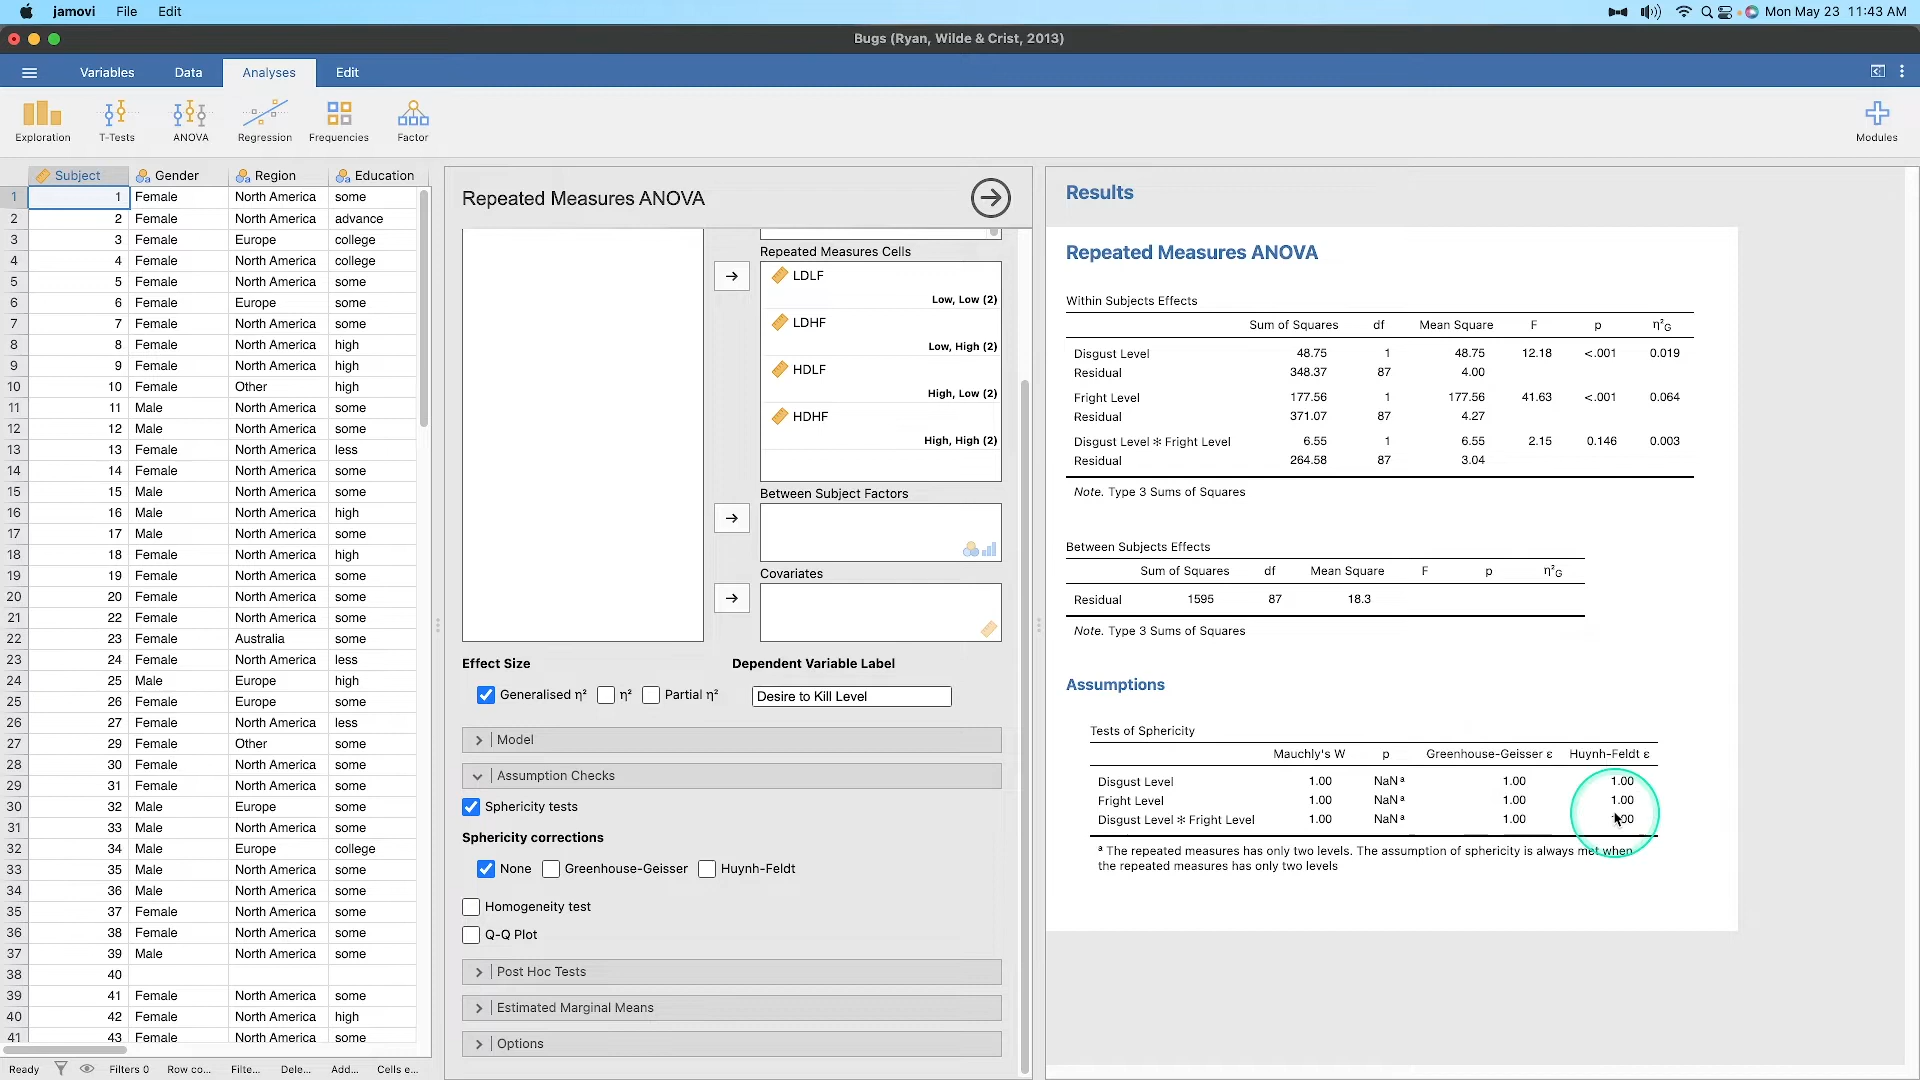 jamovi File Edit Mon May 23 11:43 AM
Bugs (Ryan, Wilde & Crist, 2013)
Variables Data Analyses Edit
Exploration T-Tests ANOVA Regression Frequencies Factor Modules
Subject Gender Region Education
1 1 Female North America some
2 2 Female North America advance
3 3 Female Europe college
4 4 Female North America college
5 5 Female North America some
6 6 Female Europe some
7 7 Female North America some
8 8 Female North America high
9 9 Female North America high
10 10 Female Other high
11 11 Male North America some
12 12 Male North America some
13 13 Female North America less
14 14 Female North America some
15 15 Male North America some
16 16 Male North America high
17 17 Male North America some
18 18 Female North America high
19 19 Female North America some
20 20 Female North America some
21 22 Female North America some
22 23 Female Australia some
23 24 Female North America less
24 25 Male Europe high
25 26 Female Europe some
26 27 Female North America less
27 29 Female Other some
28 30 Female North America some
29 31 Female North America some
30 32 Male Europe some
31 33 Male North America some
32 34 Male Europe college
33 35 Male North America some
34 36 Male North America some
35 37 Female North America some
36 38 Female North America some
37 39 Male North America some
38 40
39 41 Female North America some
40 42 Female North America high
41 43 Female North America some
Ready Filters 0 Row co... Filte... Dele... Add... Cells e...
Repeated Measures ANOVA
Repeated Measures Cells
LDLF
Low, Low (2)
LDHF
Low, High (2)
HDLF
High, Low (2)
HDHF
High, High (2)
Between Subject Factors
Covariates
Effect Size Dependent Variable Label
Generalised η² η² Partial η² Desire to Kill Level
Model
Assumption Checks
Sphericity tests
Sphericity corrections
None Greenhouse-Geisser Huynh-Feldt
Homogeneity test
Q-Q Plot
Post Hoc Tests
Estimated Marginal Means
Options
Results
Repeated Measures ANOVA
Within Subjects Effects
Sum of Squares df Mean Square F p η²G
Disgust Level 48.75 1 48.75 12.18 <.001 0.019
Residual 348.37 87 4.00
Fright Level 177.56 1 177.56 41.63 <.001 0.064
Residual 371.07 87 4.27
Disgust Level ✻ Fright Level 6.55 1 6.55 2.15 0.146 0.003
Residual 264.58 87 3.04
Note. Type 3 Sums of Squares
Between Subjects Effects
Sum of Squares df Mean Square F p η²G
Residual 1595 87 18.3
Note. Type 3 Sums of Squares
Assumptions
Tests of Sphericity
Mauchly's W p Greenhouse-Geisser ε Huynh-Feldt ε
Disgust Level 1.00 NaN ᵃ 1.00 1.00
Fright Level 1.00 NaN ᵃ 1.00 1.00
Disgust Level ✻ Fright Level 1.00 NaN ᵃ 1.00
ᵃ The repeated measures has only two levels. The assumption of sphericity is always met when
the repeated measures has only two levels